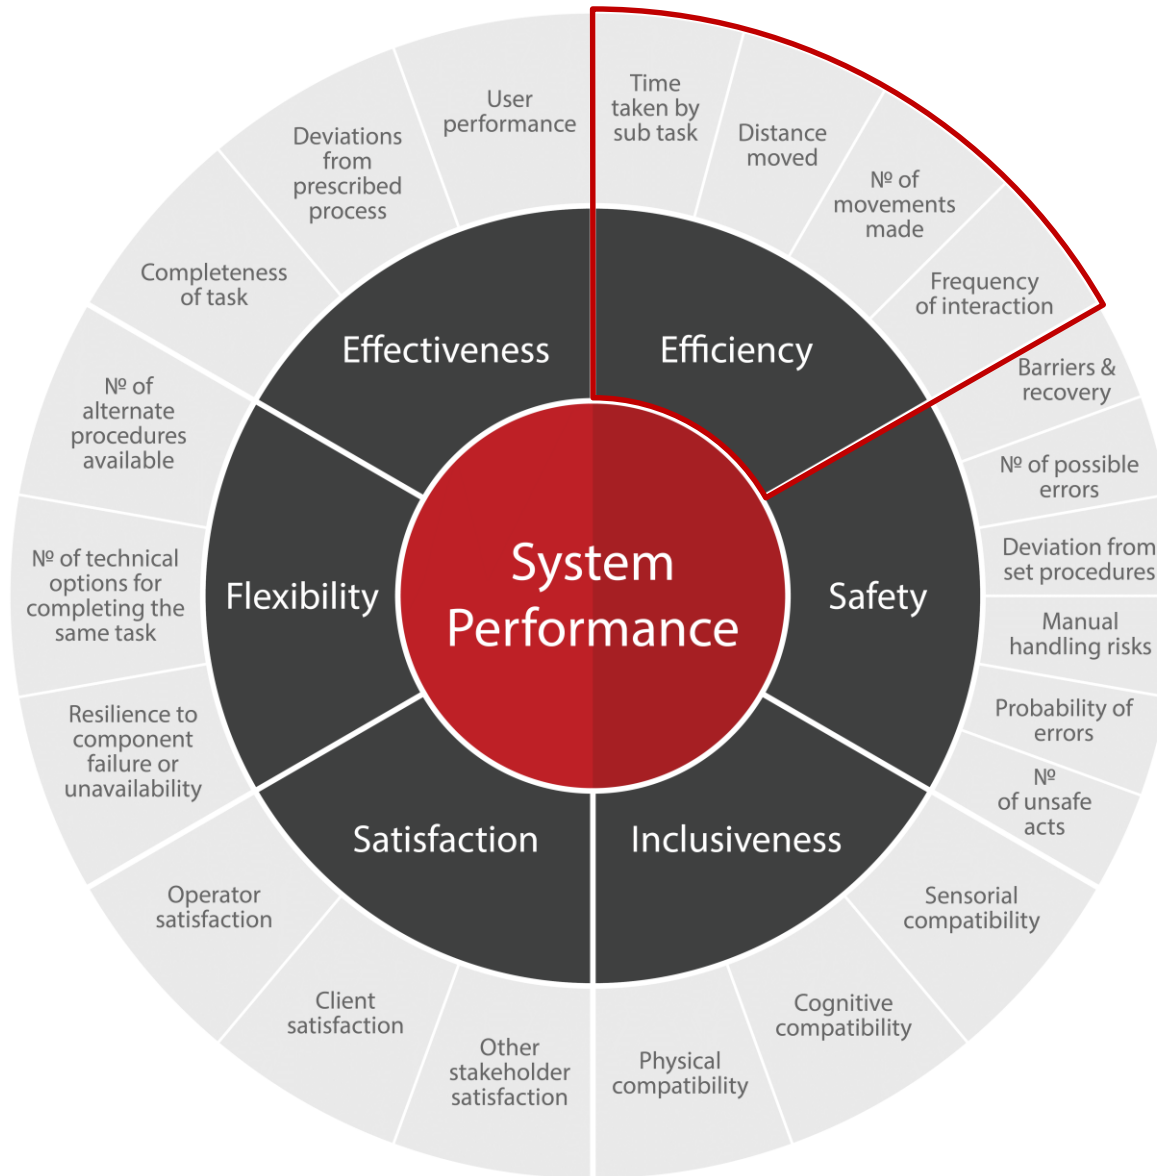 System
Performance
Efficiency
Time
taken by
sub task
Distance
moved
Nº of
movements
made
Frequency
of interaction
Safety
Barriers &
recovery
Nº of possible
errors
Deviation from
set procedures
Manual
handling risks
Probability of
errors
Nº
of unsafe
acts
Inclusiveness
Sensorial
compatibility
Cognitive
compatibility
Physical
compatibility
Satisfaction
Other
stakeholder
satisfaction
Client
satisfaction
Operator
satisfaction
Flexibility
Resilience to
component
failure or
unavailability
Nº of technical
options for
completing the
same task
Nº of
alternate
procedures
available
Effectiveness
Completeness
of task
Deviations
from
prescribed
process
User
performance